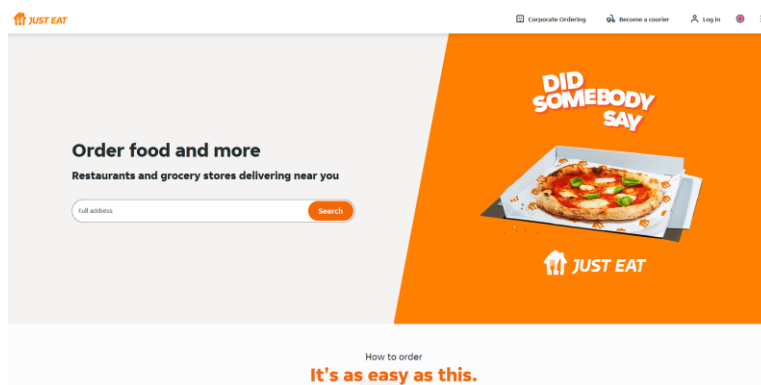 JUST EAT
Corporate Ordering
Become a courier
Log in
DID
SOMEBODY
SAY
Order food and more
Restaurants and grocery stores delivering near you
Full address
Search
JUST EAT
How to order
It's as easy as this.